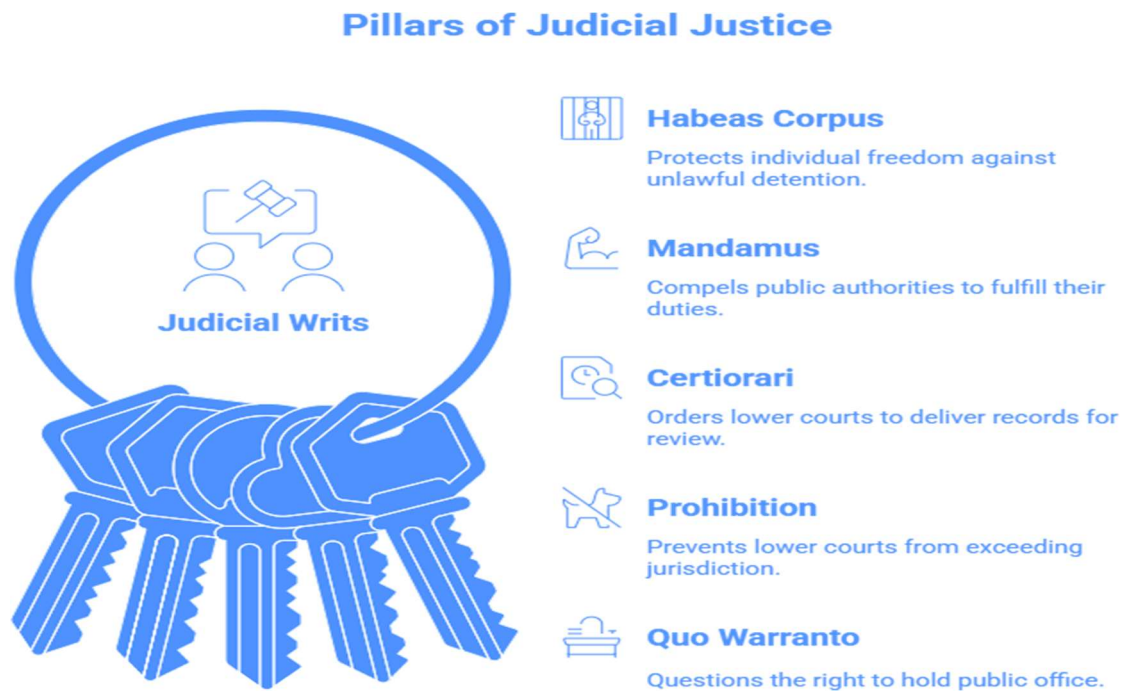 Pillars of Judicial Justice
Judicial Writs
Habeas Corpus
Protects individual freedom against
unlawful detention.
Mandamus
Compels public authorities to fulfill their
duties.
Certiorari
Orders lower courts to deliver records for
review.
Prohibition
Prevents lower courts from exceeding
jurisdiction.
Quo Warranto
Questions the right to hold public office.